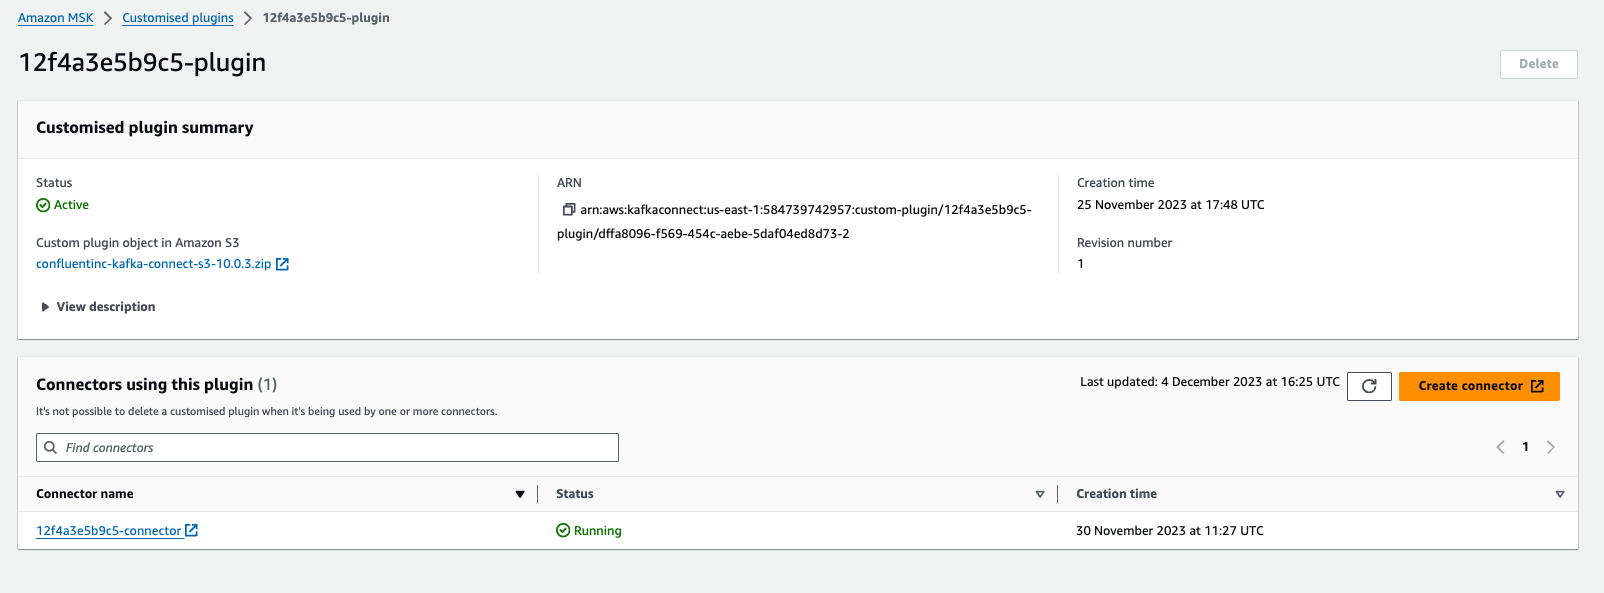 Amazon MSK > Customised plugins > 12f4a3e5b9c5-plugin
12f4a3e5b9c5-plugin
Delete
Customised plugin summary
Status
Active
Custom plugin object in Amazon S3
confluentinc-kafka-connect-s3-10.0.3.zip
ARN
arn:aws:kafkaconnect:us-east-1:584739742957:custom-plugin/12f4a3e5b9c5-
plugin/dffa8096-f569-454c-aebe-5daf04ed8d73-2
Creation time
25 November 2023 at 17:48 UTC
Revision number
1
View description
Connectors using this plugin (1)
It's not possible to delete a customised plugin when it's being used by one or more connectors.
Last updated: 4 December 2023 at 16:25 UTC
Create connector
Find connectors
1
Connector name Status Creation time
12f4a3e5b9c5-connector Running 30 November 2023 at 11:27 UTC